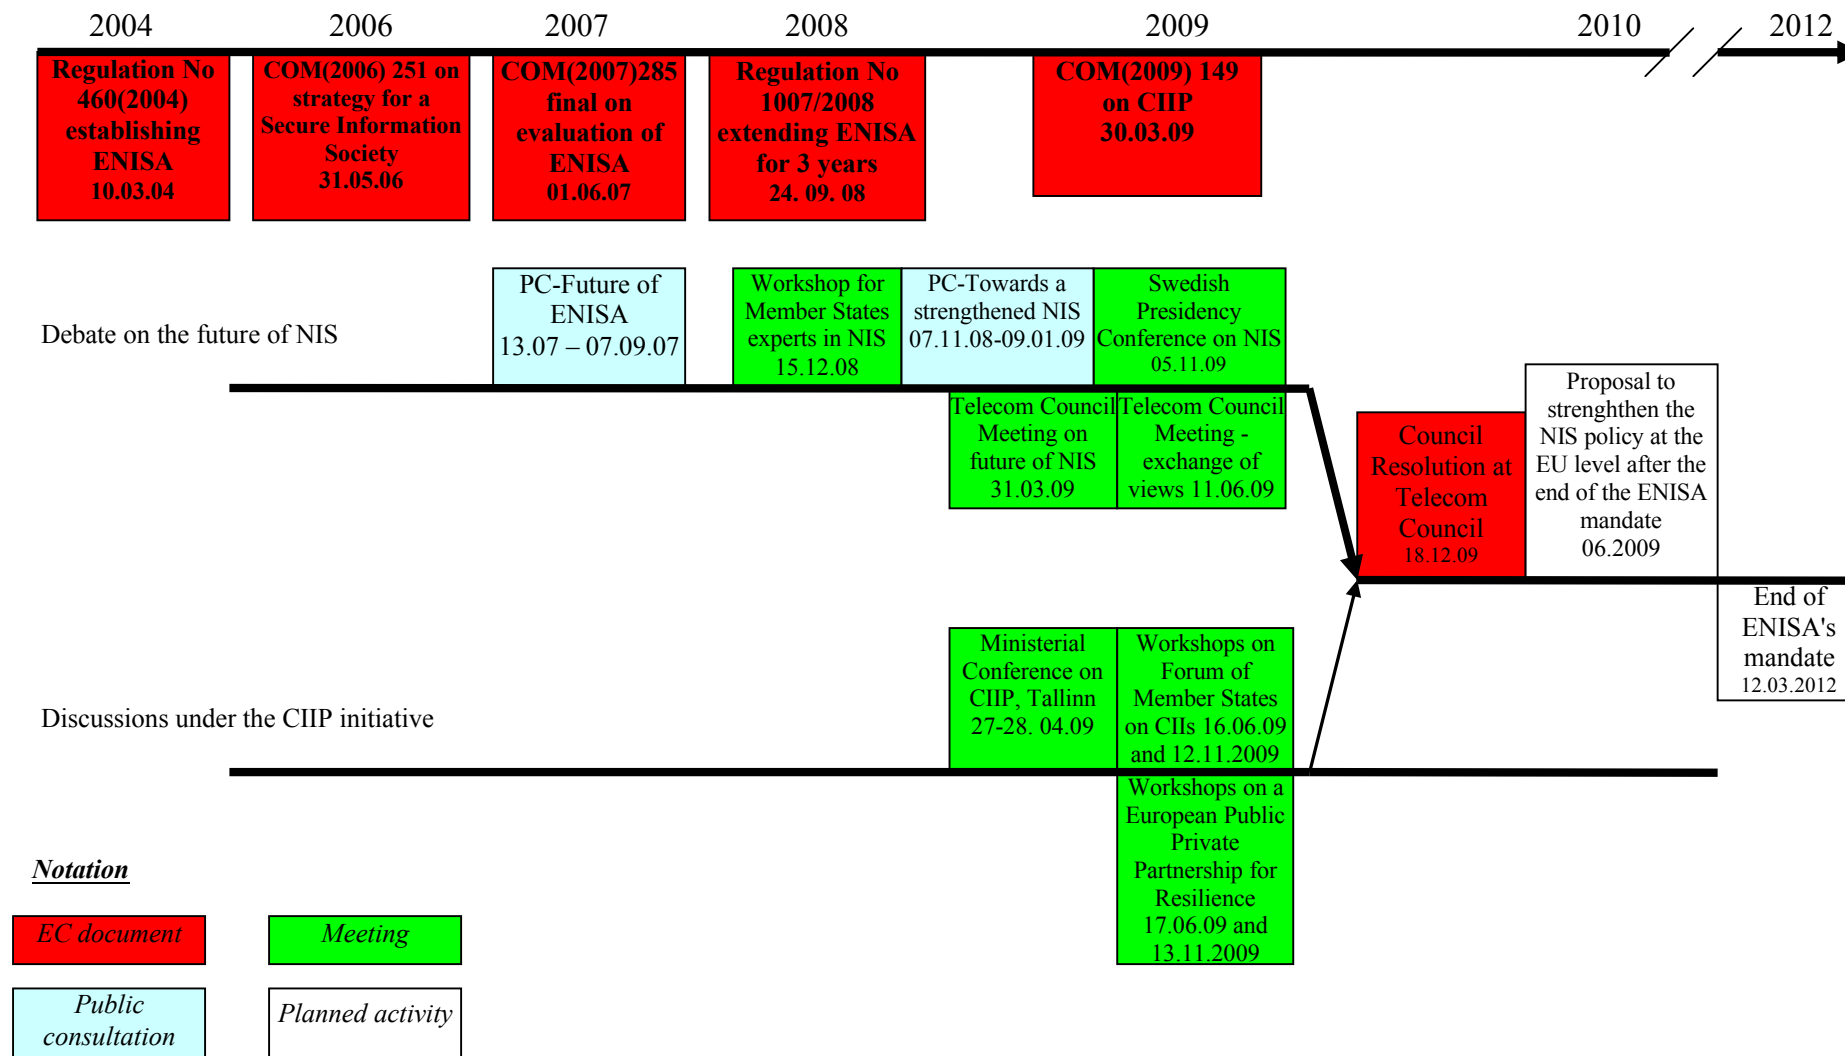 2004
2006
2007
2008
2009
2010
2012
Regulation No
460(2004)
establishing
ENISA
10.03.04
COM(2006) 251 on
strategy for a
Secure Information
Society
31.05.06
COM(2007)285
final on
evaluation of
ENISA
01.06.07
Regulation No
1007/2008
extending ENISA
for 3 years
24. 09. 08
COM(2009) 149
on CIIP
30.03.09
Debate on the future of NIS
PC-Future of
ENISA
13.07 – 07.09.07
Workshop for
Member States
experts in NIS
15.12.08
PC-Towards a
strengthened NIS
07.11.08-09.01.09
Swedish
Presidency
Conference on NIS
05.11.09
Telecom Council
Meeting on
future of NIS
31.03.09
Telecom Council
Meeting -
exchange of
views 11.06.09
Council
Resolution at
Telecom
Council
18.12.09
Proposal to
strenghthen the
NIS policy at the
EU level after the
end of the ENISA
mandate
06.2009
End of
ENISA's
mandate
12.03.2012
Discussions under the CIIP initiative
Ministerial
Conference on
CIIP, Tallinn
27-28. 04.09
Workshops on
Forum of
Member States
on CIIs 16.06.09
and 12.11.2009
Workshops on a
European Public
Private
Partnership for
Resilience
17.06.09 and
13.11.2009
Notation
EC document
Meeting
Public
consultation
Planned activity